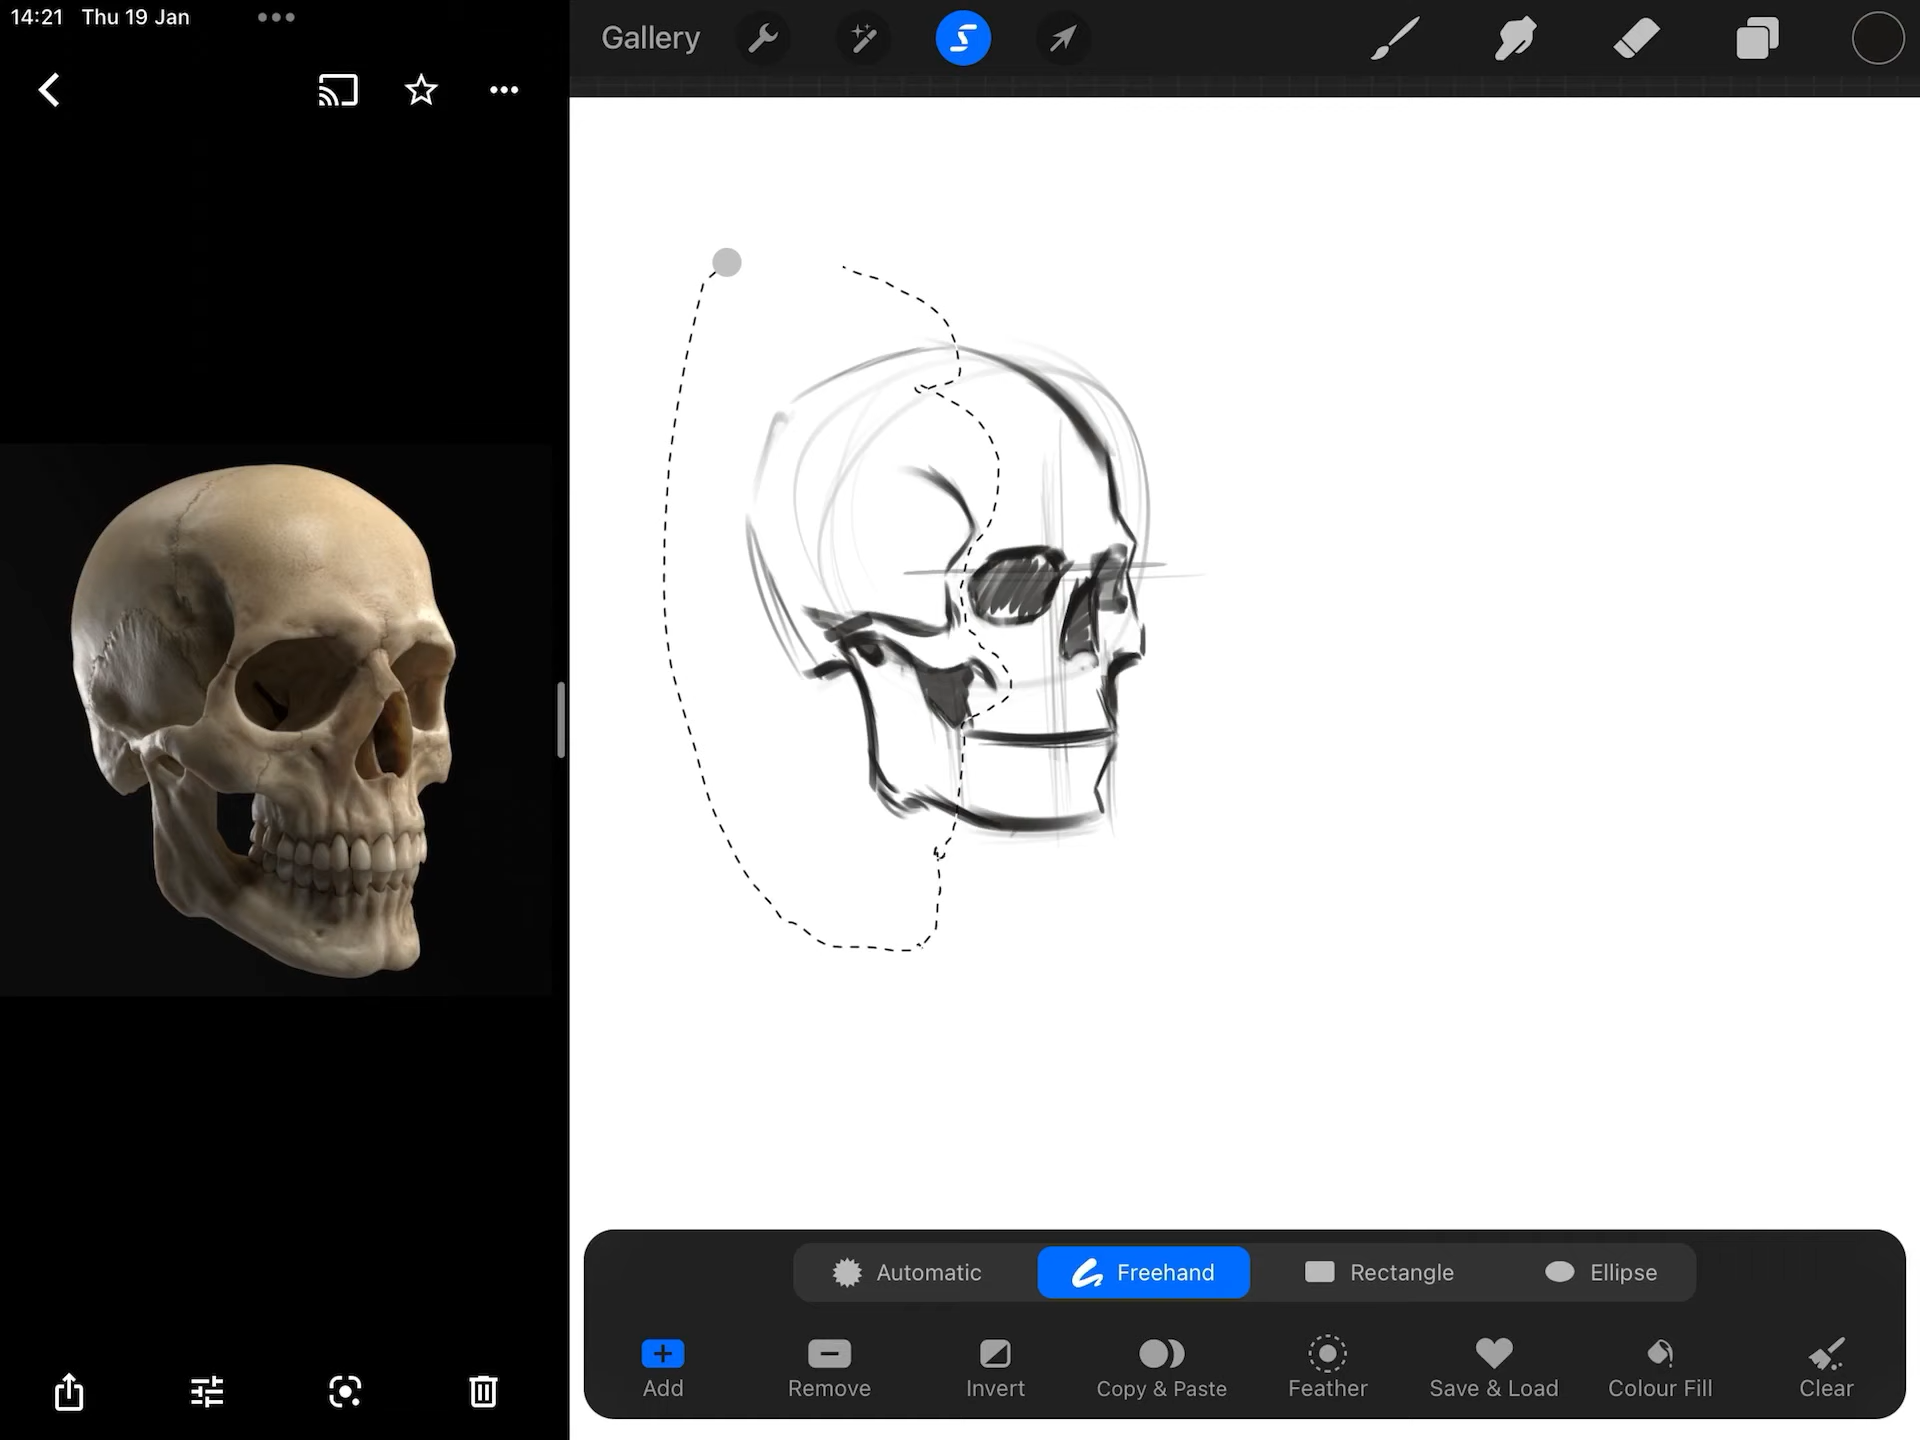 14:21 Thu 19 Jan
Gallery
Automatic Freehand Rectangle Ellipse
Add Remove Invert Copy & Paste Feather Save & Load Colour Fill Clear